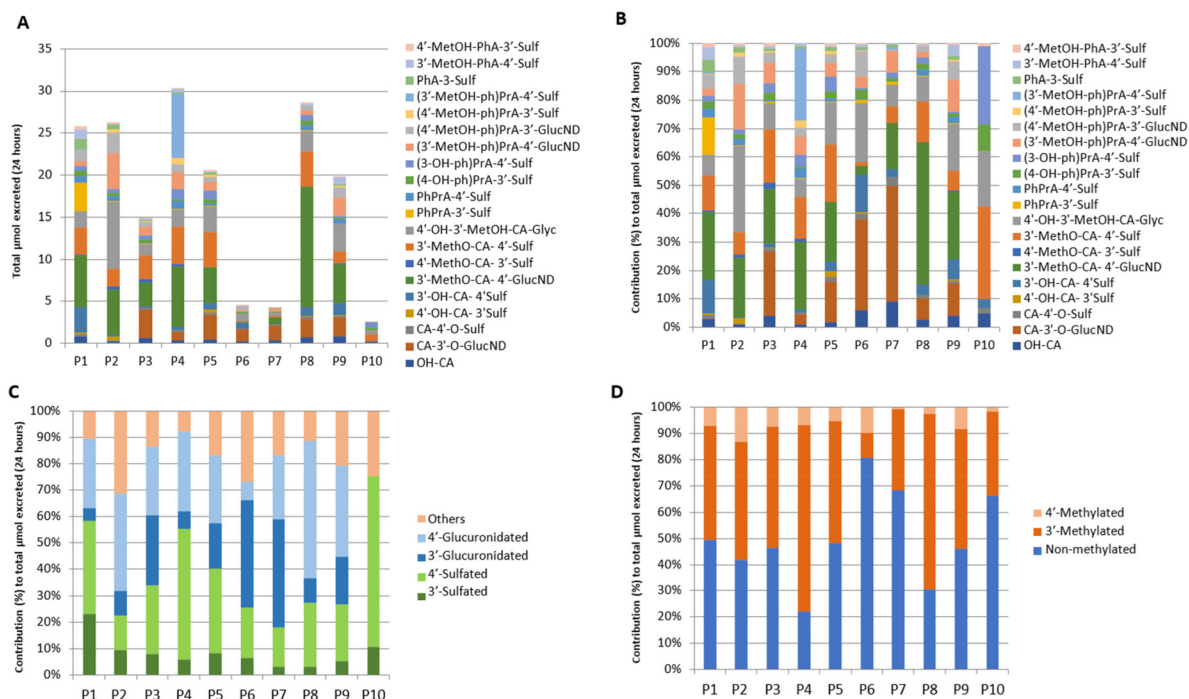 A
Total µmol excreted (24 hours)
35
30
25
20
15
10
5
0
P1 P2 P3 P4 P5 P6 P7 P8 P9 P10
4′-MetOH-PhA-3′-Sulf
3′-MetOH-PhA-4′-Sulf
PhA-3-Sulf
(3′-MetOH-ph)PrA-4′-Sulf
(4′-MetOH-ph)PrA-3′-Sulf
(4′-MetOH-ph)PrA-3′-GlucND
(3′-MetOH-ph)PrA-4′-GlucND
(3-OH-ph)PrA-4′-Sulf
(4-OH-ph)PrA-3′-Sulf
PhPrA-4′-Sulf
PhPrA-3′-Sulf
4'-OH-3'-MetOH-CA-Glyc
3′-MethO-CA- 4′-Sulf
4′-MethO-CA- 3′-Sulf
3′-MethO-CA- 4′-GlucND
3′-OH-CA- 4'Sulf
4′-OH-CA- 3'Sulf
CA-4′-O-Sulf
CA-3′-O-GlucND
OH-CA
B
Contribution (%) to total µmol excreted (24 hours)
100%
90%
80%
70%
60%
50%
40%
30%
20%
10%
0%
P1 P2 P3 P4 P5 P6 P7 P8 P9 P10
4′-MetOH-PhA-3′-Sulf
3′-MetOH-PhA-4′-Sulf
PhA-3-Sulf
(3′-MetOH-ph)PrA-4′-Sulf
(4′-MetOH-ph)PrA-3′-Sulf
(4′-MetOH-ph)PrA-3′-GlucND
(3′-MetOH-ph)PrA-4′-GlucND
(3-OH-ph)PrA-4′-Sulf
(4-OH-ph)PrA-3′-Sulf
PhPrA-4′-Sulf
PhPrA-3′-Sulf
4'-OH-3'-MetOH-CA-Glyc
3′-MethO-CA- 4′-Sulf
4′-MethO-CA- 3′-Sulf
3′-MethO-CA- 4′-GlucND
3′-OH-CA- 4'Sulf
4′-OH-CA- 3'Sulf
CA-4′-O-Sulf
CA-3′-O-GlucND
OH-CA
C
Contribution (%) to total µmol excreted (24 hours)
100%
90%
80%
70%
60%
50%
40%
30%
20%
10%
0%
P1 P2 P3 P4 P5 P6 P7 P8 P9 P10
Others
4′-Glucuronidated
3′-Glucuronidated
4′-Sulfated
3′-Sulfated
D
Contribution (%) to total µmol excreted (24 hours)
100%
90%
80%
70%
60%
50%
40%
30%
20%
10%
0%
P1 P2 P3 P4 P5 P6 P7 P8 P9 P10
4′-Methylated
3′-Methylated
Non-methylated